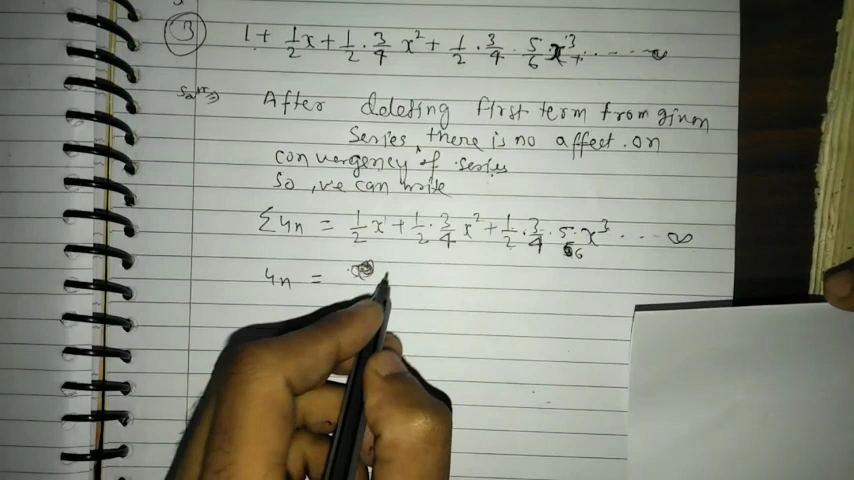 ③ 1 + 1/2 x + 1/2 · 3/4 x² + 1/2 · 3/4 · 5/6 x³ + ..... ∞
After deleting first term from given
series, there is no affect on
convergency of series
So, we can write
Σun = 1/2 x¹ + 1/2 · 3/4 x² + 1/2 · 3/4 · 5/6 x³ ... ∞
un =